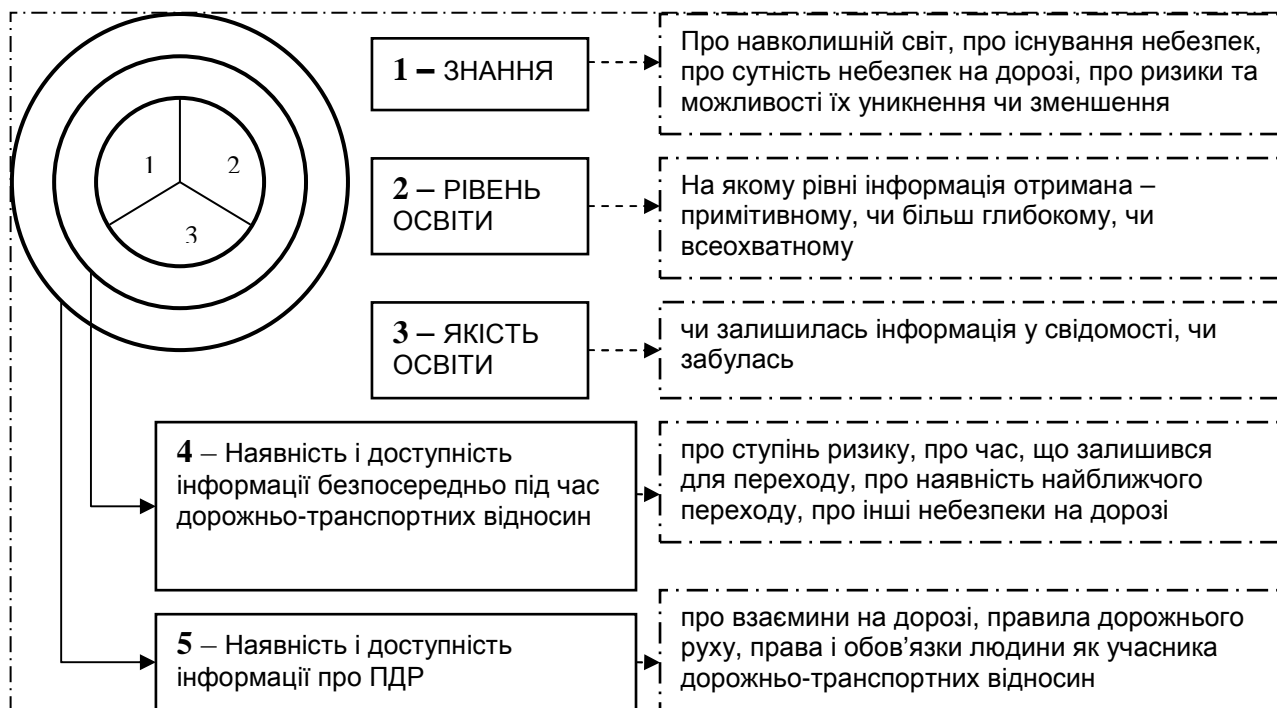 1
2
3
1 – ЗНАННЯ
Про навколишній світ, про існування небезпек,
про сутність небезпек на дорозі, про ризики та
можливості їх уникнення чи зменшення
2 – РІВЕНЬ
ОСВІТИ
На якому рівні інформація отримана –
примітивному, чи більш глибокому, чи
всеохватному
3 – ЯКІСТЬ
ОСВІТИ
чи залишилась інформація у свідомості, чи
забулась
4 – Наявність і доступність
інформації безпосередньо під час
дорожньо-транспортних відносин
про ступінь ризику, про час, що залишився
для переходу, про наявність найближчого
переходу, про інші небезпеки на дорозі
5 – Наявність і доступність
інформації про ПДР
про взаємини на дорозі, правила дорожнього
руху, права і обов’язки людини як учасника
дорожньо-транспортних відносин